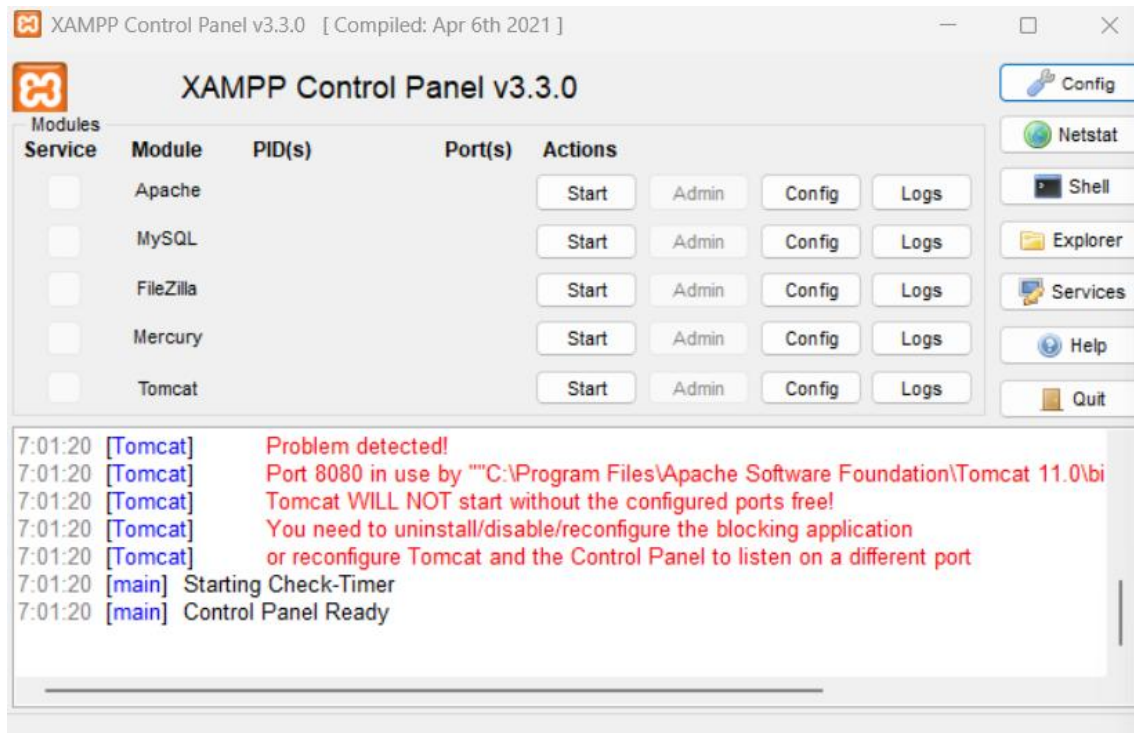 XAMPP Control Panel v3.3.0 [ Compiled: Apr 6th 2021 ]
XAMPP Control Panel v3.3.0
Config
Modules
Netstat
Service Module PID(s) Port(s) Actions
Apache Start Admin Config Logs
Shell
MySQL Start Admin Config Logs
Explorer
FileZilla Start Admin Config Logs
Services
Mercury Start Admin Config Logs
Help
Tomcat Start Admin Config Logs
Quit
7:01:20 [Tomcat] Problem detected!
7:01:20 [Tomcat] Port 8080 in use by ""C:\Program Files\Apache Software Foundation\Tomcat 11.0\bi
7:01:20 [Tomcat] Tomcat WILL NOT start without the configured ports free!
7:01:20 [Tomcat] You need to uninstall/disable/reconfigure the blocking application
7:01:20 [Tomcat] or reconfigure Tomcat and the Control Panel to listen on a different port
7:01:20 [main] Starting Check-Timer
7:01:20 [main] Control Panel Ready